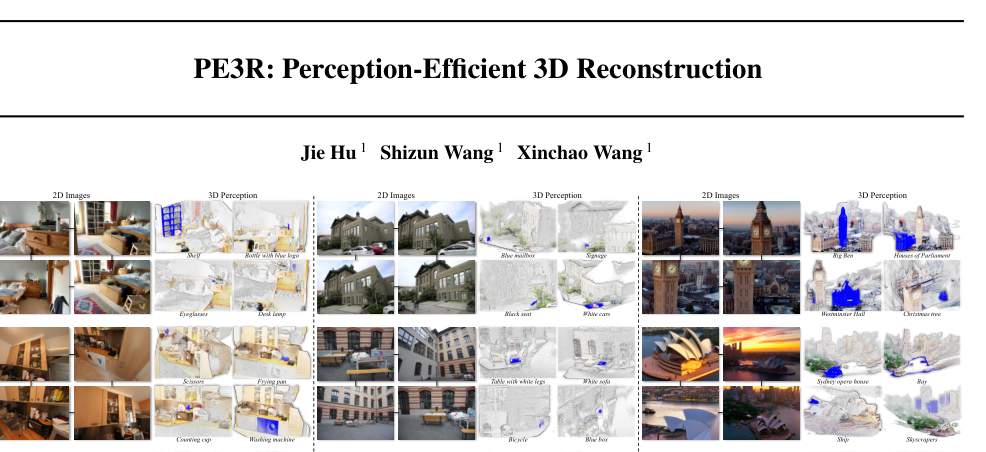 PE3R: Perception-Efficient 3D Reconstruction
Jie Hu 1 Shizun Wang 1 Xinchao Wang 1
2D Images 3D Perception 2D Images 3D Perception 2D Images 3D Perception
Shelf Bottle with blue logo Blue mailbox Signage Big Ben Houses of Parliament
Eyeglasses Desk lamp Black seat White cars Westminster Hall Christmas tree
Scissors Frying pan Table with white legs White sofa Sydney opera house Bay
Counting cup Washing machine Bicycle Blue box Ship Skyscrapers